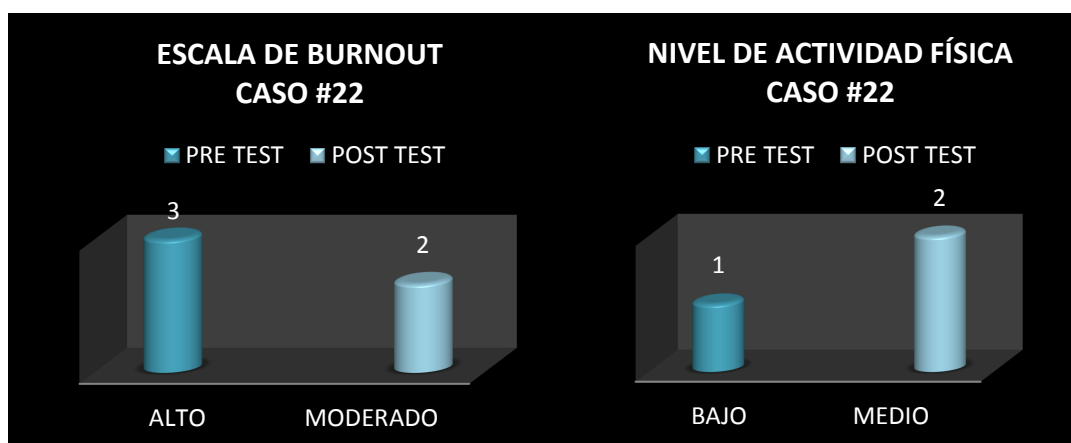 ESCALA DE BURNOUT
CASO #22
PRE TEST POST TEST
3
2
ALTO MODERADO
NIVEL DE ACTIVIDAD FÍSICA
CASO #22
PRE TEST POST TEST
1
2
BAJO MEDIO